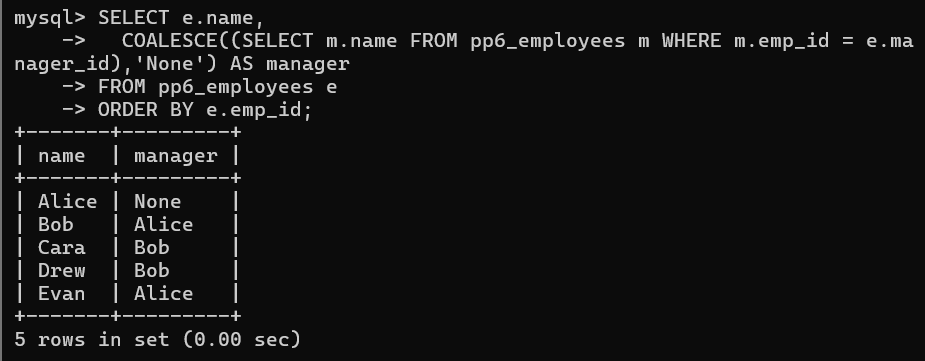 mysql> SELECT e.name,
    ->   COALESCE((SELECT m.name FROM pp6_employees m WHERE m.emp_id = e.ma
nager_id),'None') AS manager
    -> FROM pp6_employees e
    -> ORDER BY e.emp_id;
+-------+---------+
| name  | manager |
+-------+---------+
| Alice | None    |
| Bob   | Alice   |
| Cara  | Bob     |
| Drew  | Bob     |
| Evan  | Alice   |
+-------+---------+
5 rows in set (0.00 sec)